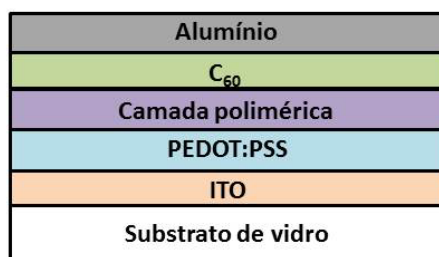 Alumínio
C₆₀
Camada polimérica
PEDOT:PSS
ITO
Substrato de vidro